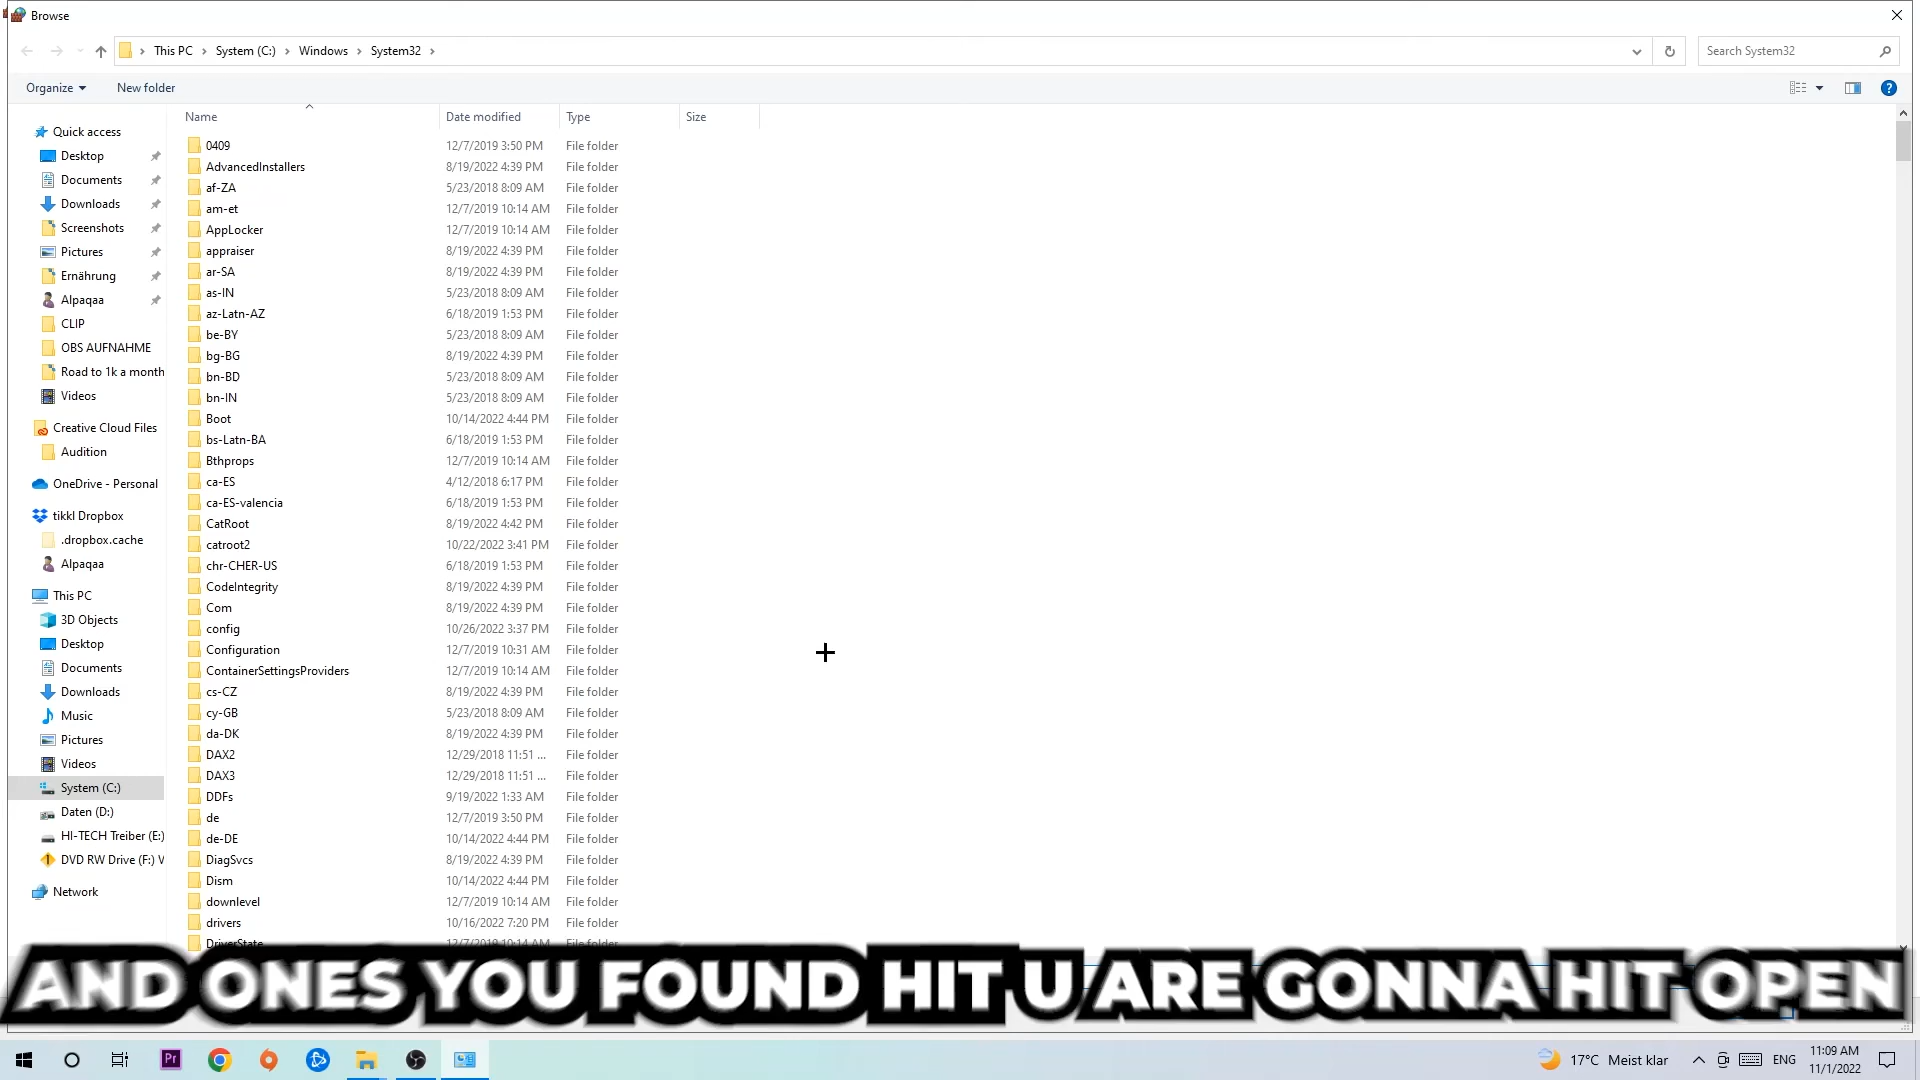 Browse
This PC > System (C:) > Windows > System32 >
Search System32
Organize
New folder
Name
Date modified
Type
Size
Quick access
Desktop
Documents
Downloads
Screenshots
Pictures
Ernährung
Alpaqaa
CLIP
OBS AUFNAHME
Road to 1k a month
Videos
Creative Cloud Files
Audition
OneDrive - Personal
tikkl Dropbox
.dropbox.cache
Alpaqaa
This PC
3D Objects
Desktop
Documents
Downloads
Music
Pictures
Videos
System (C:)
Daten (D:)
HI-TECH Treiber (E:)
DVD RW Drive (F:) V
Network
0409 12/7/2019 3:50 PM File folder
AdvancedInstallers 8/19/2022 4:39 PM File folder
af-ZA 5/23/2018 8:09 AM File folder
am-et 12/7/2019 10:14 AM File folder
AppLocker 12/7/2019 10:14 AM File folder
appraiser 8/19/2022 4:39 PM File folder
ar-SA 8/19/2022 4:39 PM File folder
as-IN 5/23/2018 8:09 AM File folder
az-Latn-AZ 6/18/2019 1:53 PM File folder
be-BY 5/23/2018 8:09 AM File folder
bg-BG 8/19/2022 4:39 PM File folder
bn-BD 5/23/2018 8:09 AM File folder
bn-IN 5/23/2018 8:09 AM File folder
Boot 10/14/2022 4:44 PM File folder
bs-Latn-BA 6/18/2019 1:53 PM File folder
Bthprops 12/7/2019 10:14 AM File folder
ca-ES 4/12/2018 6:17 PM File folder
ca-ES-valencia 6/18/2019 1:53 PM File folder
CatRoot 8/19/2022 4:42 PM File folder
catroot2 10/22/2022 3:41 PM File folder
chr-CHER-US 6/18/2019 1:53 PM File folder
CodeIntegrity 8/19/2022 4:39 PM File folder
Com 8/19/2022 4:39 PM File folder
config 10/26/2022 3:37 PM File folder
Configuration 12/7/2019 10:31 AM File folder
ContainerSettingsProviders 12/7/2019 10:14 AM File folder
cs-CZ 8/19/2022 4:39 PM File folder
cy-GB 5/23/2018 8:09 AM File folder
da-DK 8/19/2022 4:39 PM File folder
DAX2 12/29/2018 11:51 ... File folder
DAX3 12/29/2018 11:51 ... File folder
DDFs 9/19/2022 1:33 AM File folder
de 12/7/2019 3:50 PM File folder
de-DE 10/14/2022 4:44 PM File folder
DiagSvcs 8/19/2022 4:39 PM File folder
Dism 10/14/2022 4:44 PM File folder
downlevel 12/7/2019 10:14 AM File folder
drivers 10/16/2022 7:20 PM File folder
DriverState 12/7/2019 10:14 AM File folder
AND ONES YOU FOUND HIT U ARE GONNA HIT OPEN
Pr
17°C Meist klar
ENG
11:09 AM
11/1/2022